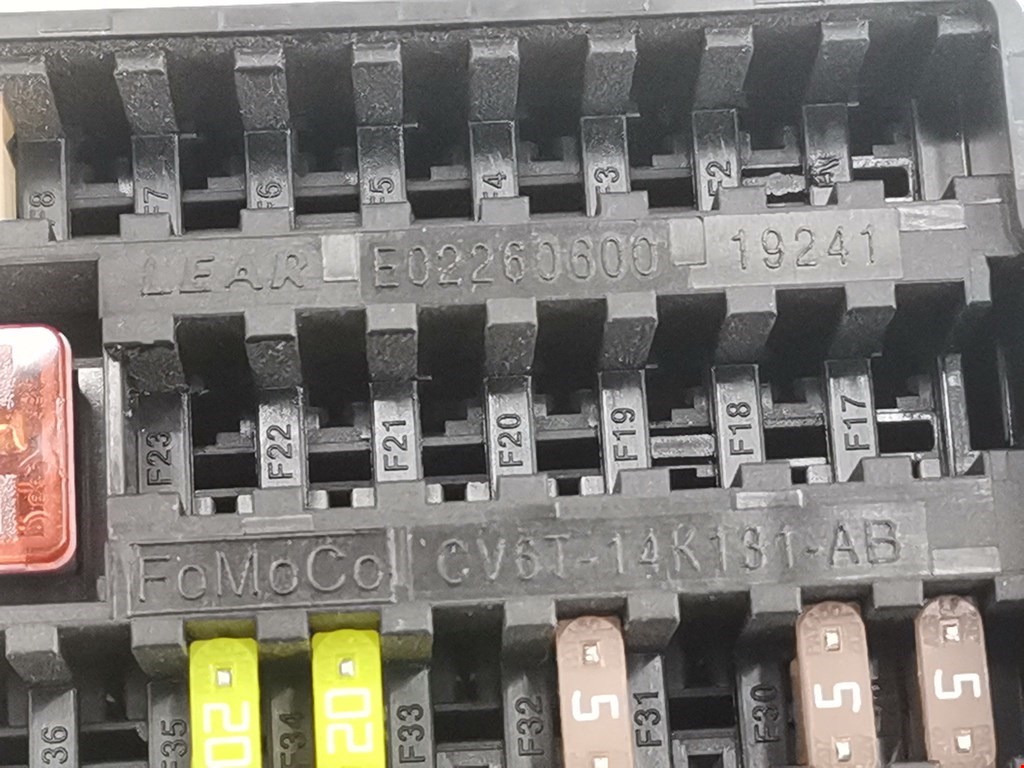 F8 F7 F6 F5 F4 F3 F2
LEAR E02260600 19241
F23 F22 F21 F20 F19 F18 F17
FoMoCo CV6T-14K131-AB
36 F35 20 F34 20 F33 F32 5 F31 F30 5 5